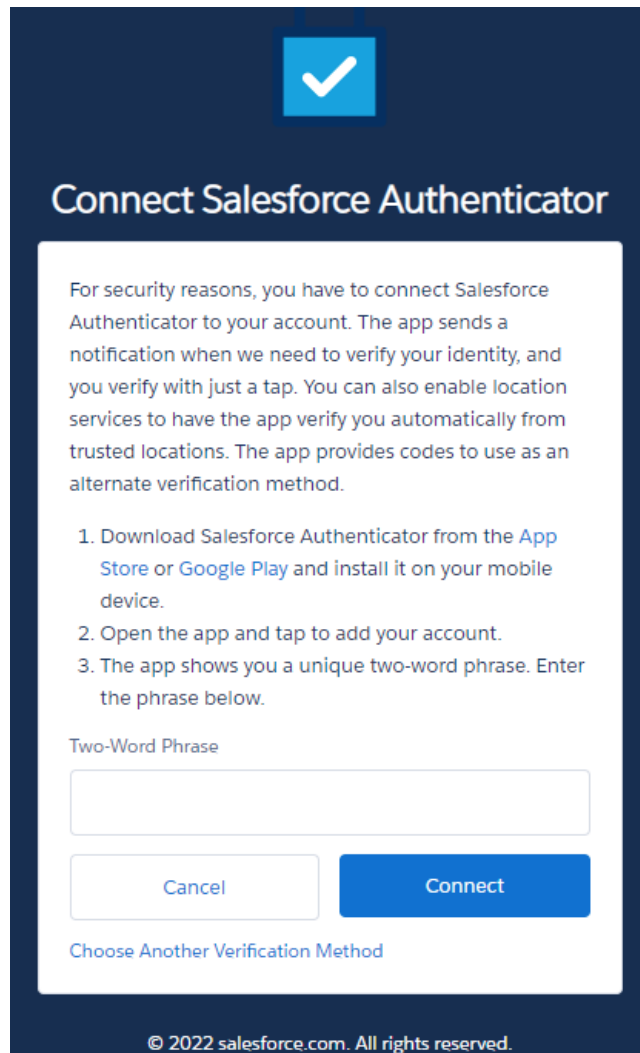 Connect Salesforce Authenticator
For security reasons, you have to connect Salesforce
Authenticator to your account. The app sends a
notification when we need to verify your identity, and
you verify with just a tap. You can also enable location
services to have the app verify you automatically from
trusted locations. The app provides codes to use as an
alternate verification method.
1. Download Salesforce Authenticator from the App
Store or Google Play and install it on your mobile
device.
2. Open the app and tap to add your account.
3. The app shows you a unique two-word phrase. Enter
the phrase below.
Two-Word Phrase
Cancel Connect
Choose Another Verification Method
© 2022 salesforce.com. All rights reserved.